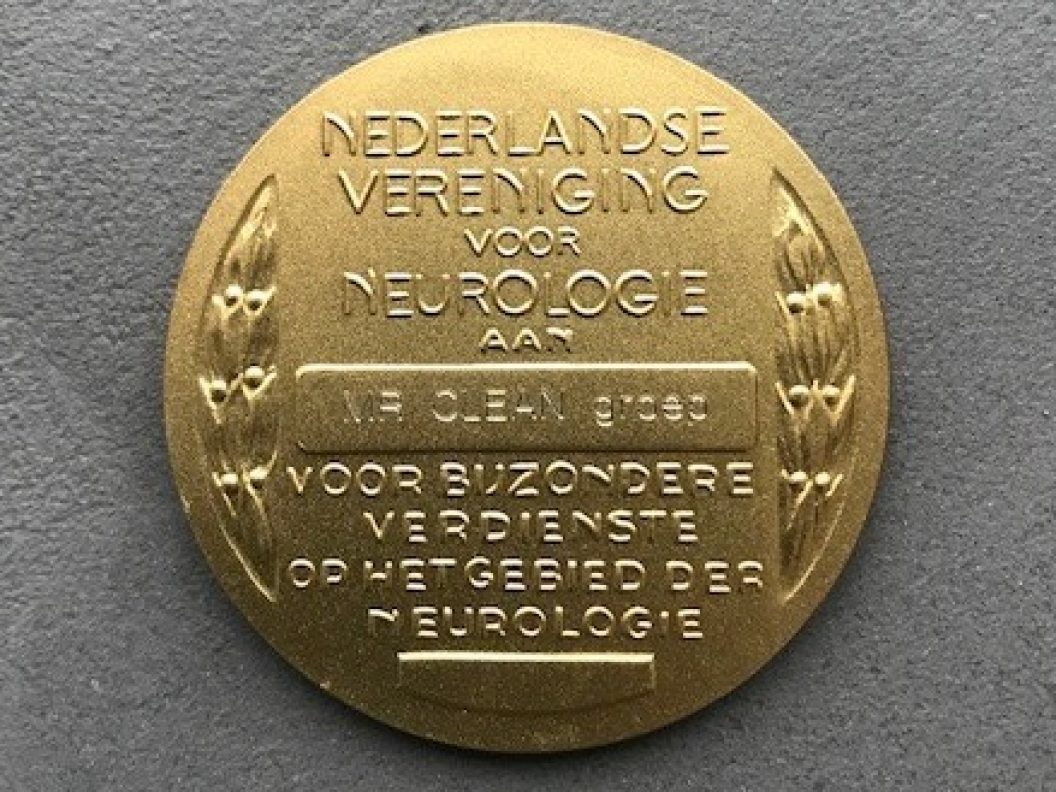 NEDERLANDSE
VERENIGING
VOOR
NEUROLOGIE
AAN
MR CLEAN groep
VOOR BIJZONDERE
VERDIENSTE
OP HET GEBIED DER
NEUROLOGIE